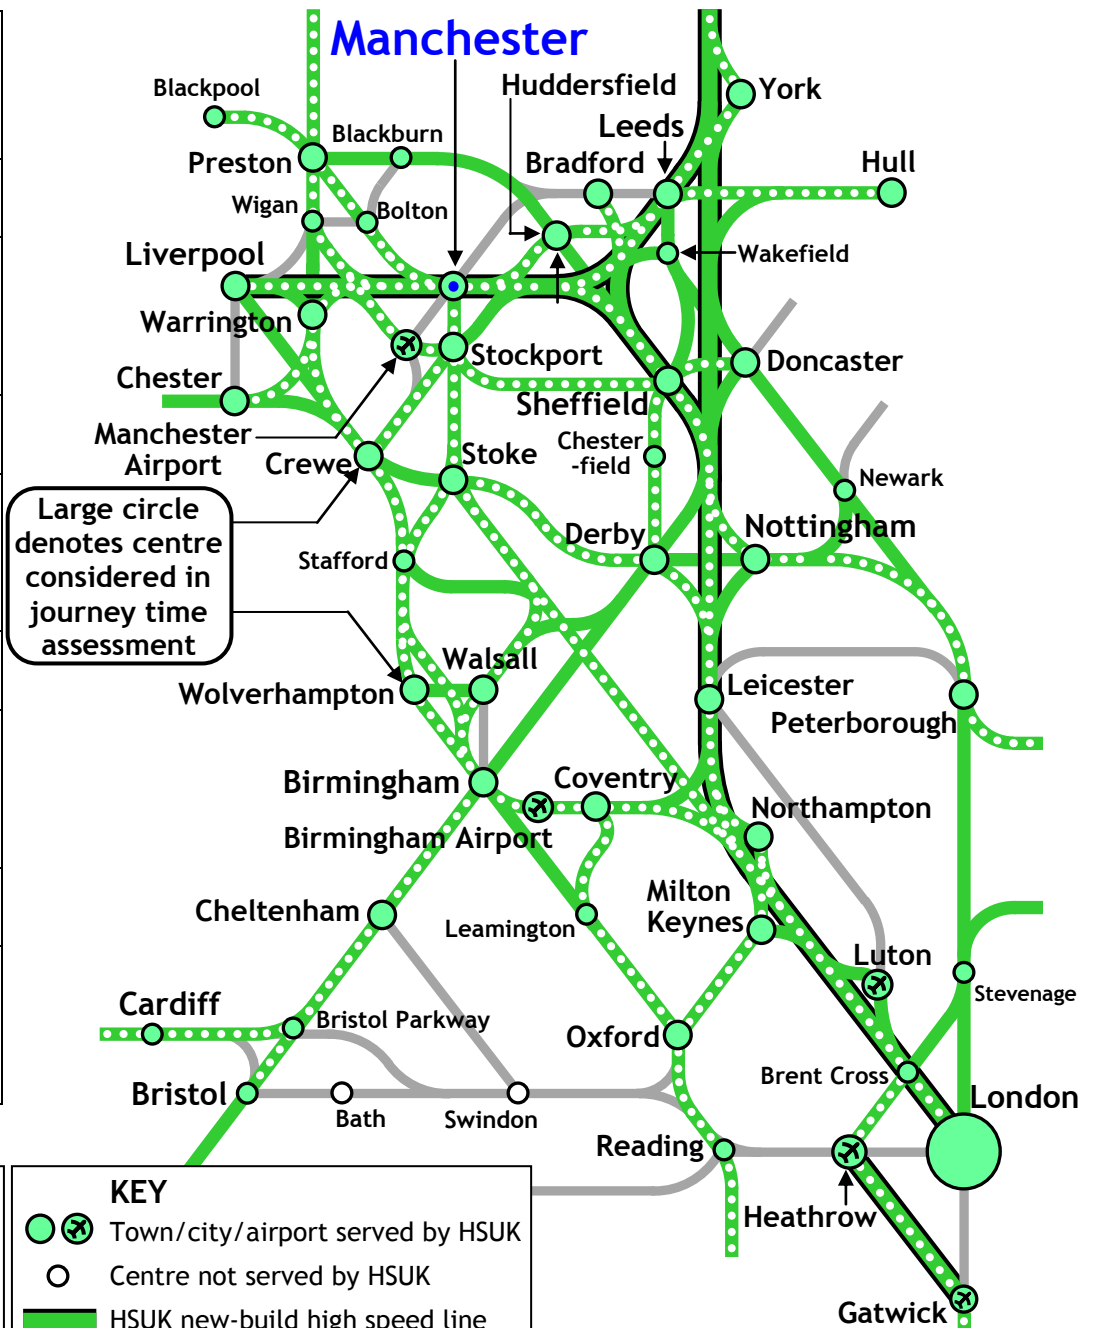 Manchester
Blackpool
Huddersfield
York
Leeds
Blackburn
Preston
Bradford
Hull
Wigan
Bolton
Liverpool
Wakefield
Warrington
Stockport
Doncaster
Chester
Sheffield
Manchester
Airport
Chester
-field
Crewe
Stoke
Newark
Large circle
denotes centre
considered in
journey time
assessment
Derby
Nottingham
Stafford
Walsall
Wolverhampton
Leicester
Peterborough
Birmingham
Coventry
Northampton
Birmingham Airport
Milton
Keynes
Cheltenham
Leamington
Luton
Stevenage
Cardiff
Bristol Parkway
Oxford
Brent Cross
Bristol
London
Bath
Swindon
Reading
Heathrow
KEY
Town/city/airport served by HSUK
Centre not served by HSUK
HSUK new-build high speed line
Gatwick